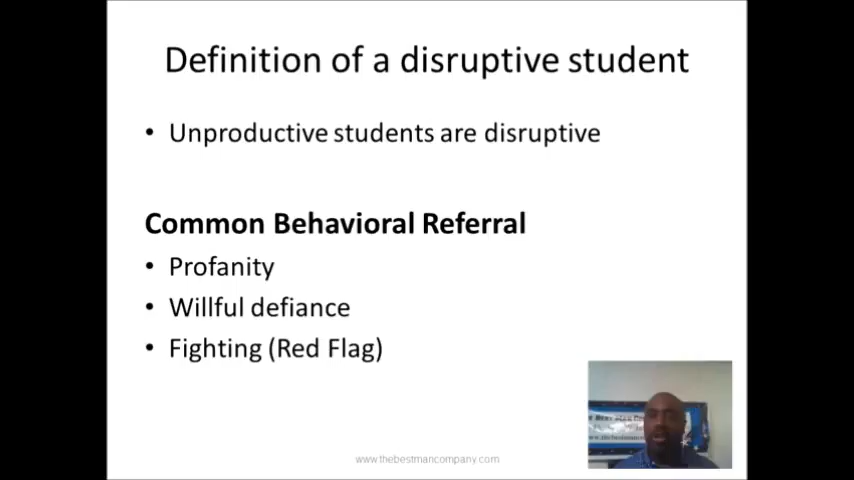 Definition of a disruptive student
• Unproductive students are disruptive
Common Behavioral Referral
• Profanity
• Willful defiance
• Fighting (Red Flag)
www.thebestmancompany.com